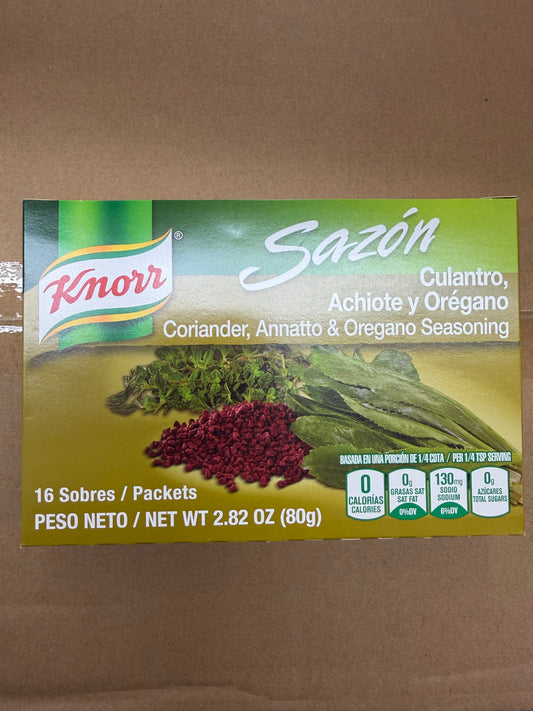 Knorr®
Sazón
Culantro,
Achiote y Orégano
Coriander, Annatto & Oregano Seasoning
BASADA EN UNA PORCIÓN DE 1/4 CDTA / PER 1/4 TSP SERVING
0
CALORÍAS
CALORIES
0g
GRASAS SAT
SAT FAT
0%DV
130mg
SODIO
SODIUM
6%DV
0g
AZÚCARES
TOTAL SUGARS
16 Sobres / Packets
PESO NETO / NET WT 2.82 OZ (80g)